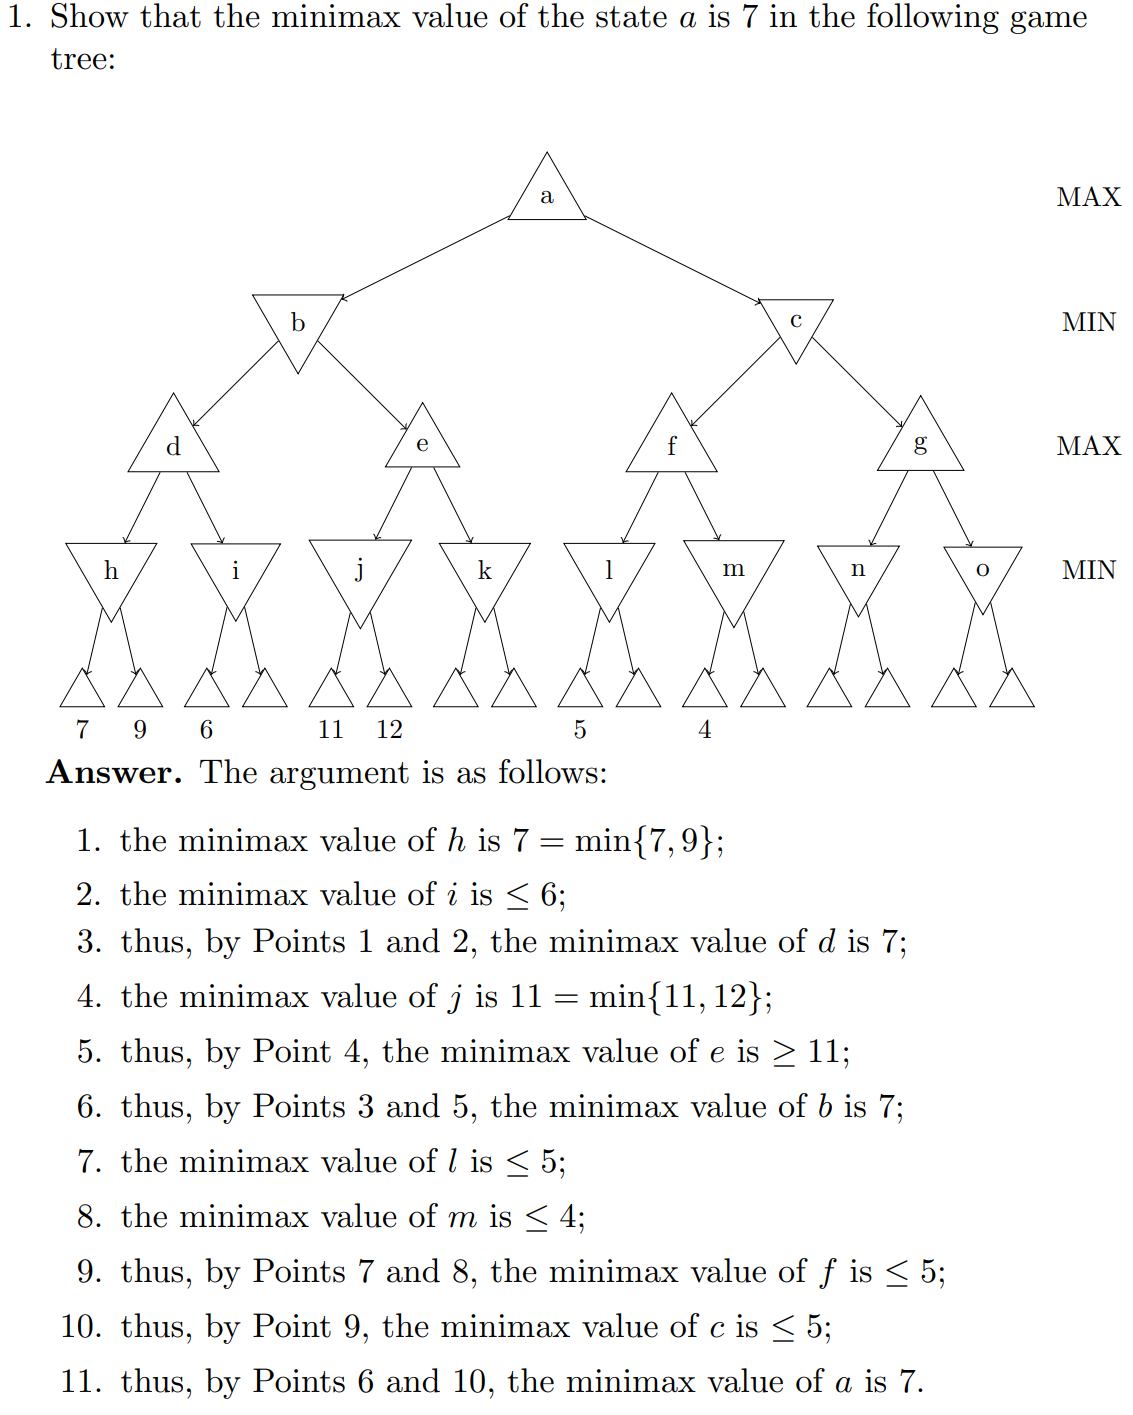 1. Show that the minimax value of the state a is 7 in the following game
tree:
a
MAX
b
c
MIN
d
e
f
g
MAX
h
i
j
k
l
m
n
o
MIN
7 9 6 11 12 5 4
Answer. The argument is as follows:
1. the minimax value of h is 7 = min{7, 9};
2. the minimax value of i is ≤ 6;
3. thus, by Points 1 and 2, the minimax value of d is 7;
4. the minimax value of j is 11 = min{11, 12};
5. thus, by Point 4, the minimax value of e is ≥ 11;
6. thus, by Points 3 and 5, the minimax value of b is 7;
7. the minimax value of l is ≤ 5;
8. the minimax value of m is ≤ 4;
9. thus, by Points 7 and 8, the minimax value of f is ≤ 5;
10. thus, by Point 9, the minimax value of c is ≤ 5;
11. thus, by Points 6 and 10, the minimax value of a is 7.